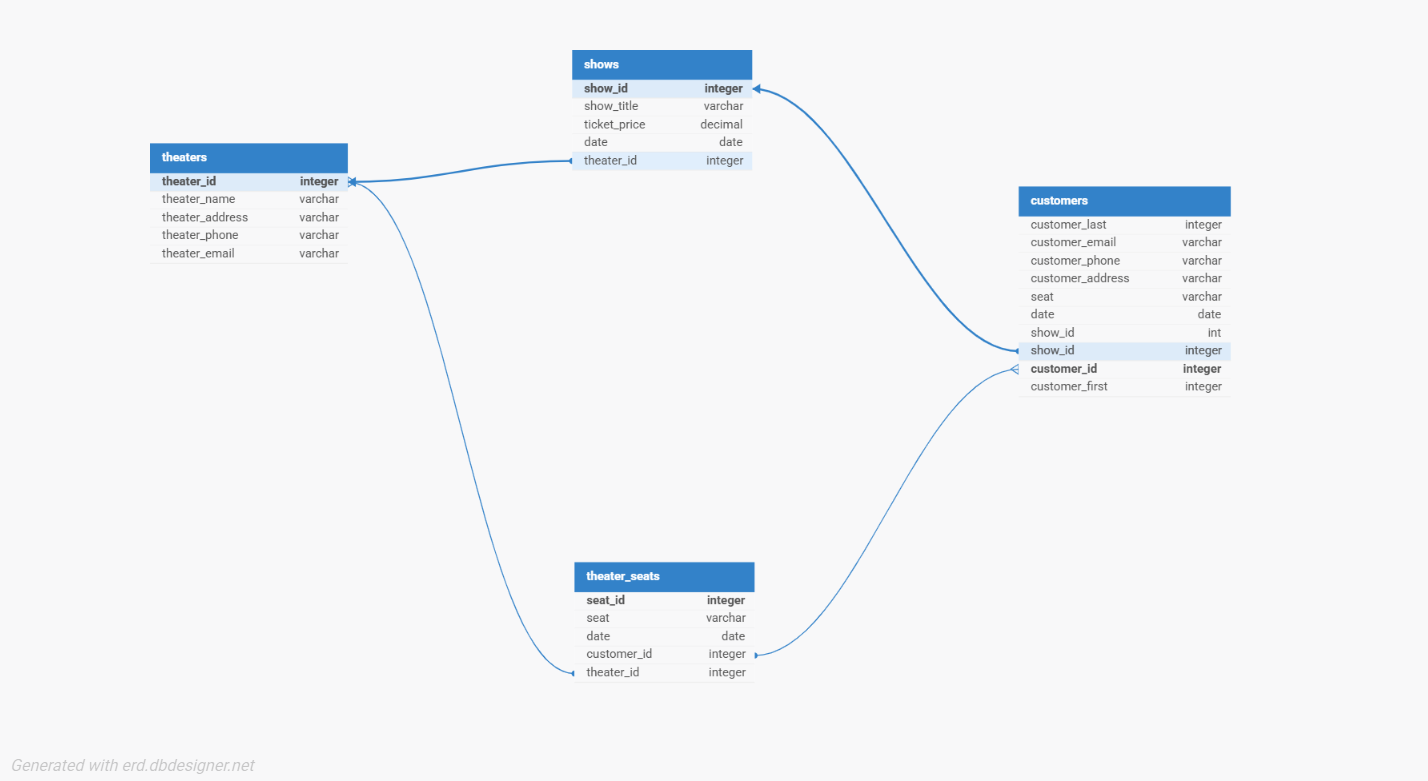 shows
show_id integer
show_title varchar
ticket_price decimal
date date
theater_id integer
theaters
theater_id integer
theater_name varchar
theater_address varchar
theater_phone varchar
theater_email varchar
customers
customer_last integer
customer_email varchar
customer_phone varchar
customer_address varchar
seat varchar
date date
show_id int
show_id integer
customer_id integer
customer_first integer
theater_seats
seat_id integer
seat varchar
date date
customer_id integer
theater_id integer
Generated with erd.dbdesigner.net